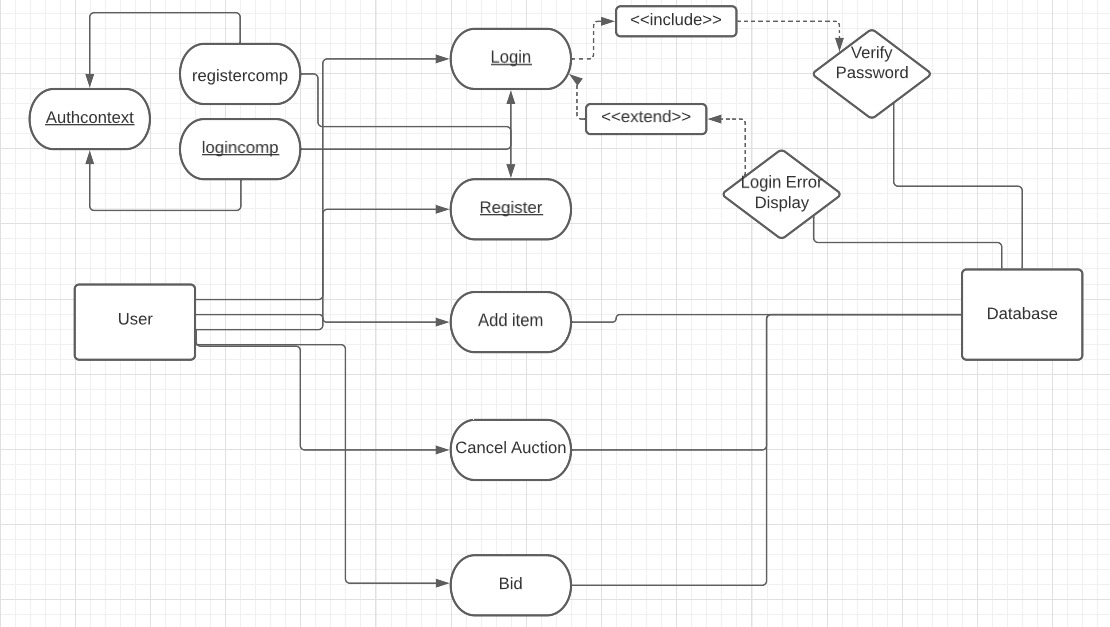 <<include>>
Login
Verify
Password
registercomp
Authcontext
<<extend>>
logincomp
Login Error
Display
Register
User
Add item
Database
Cancel Auction
Bid